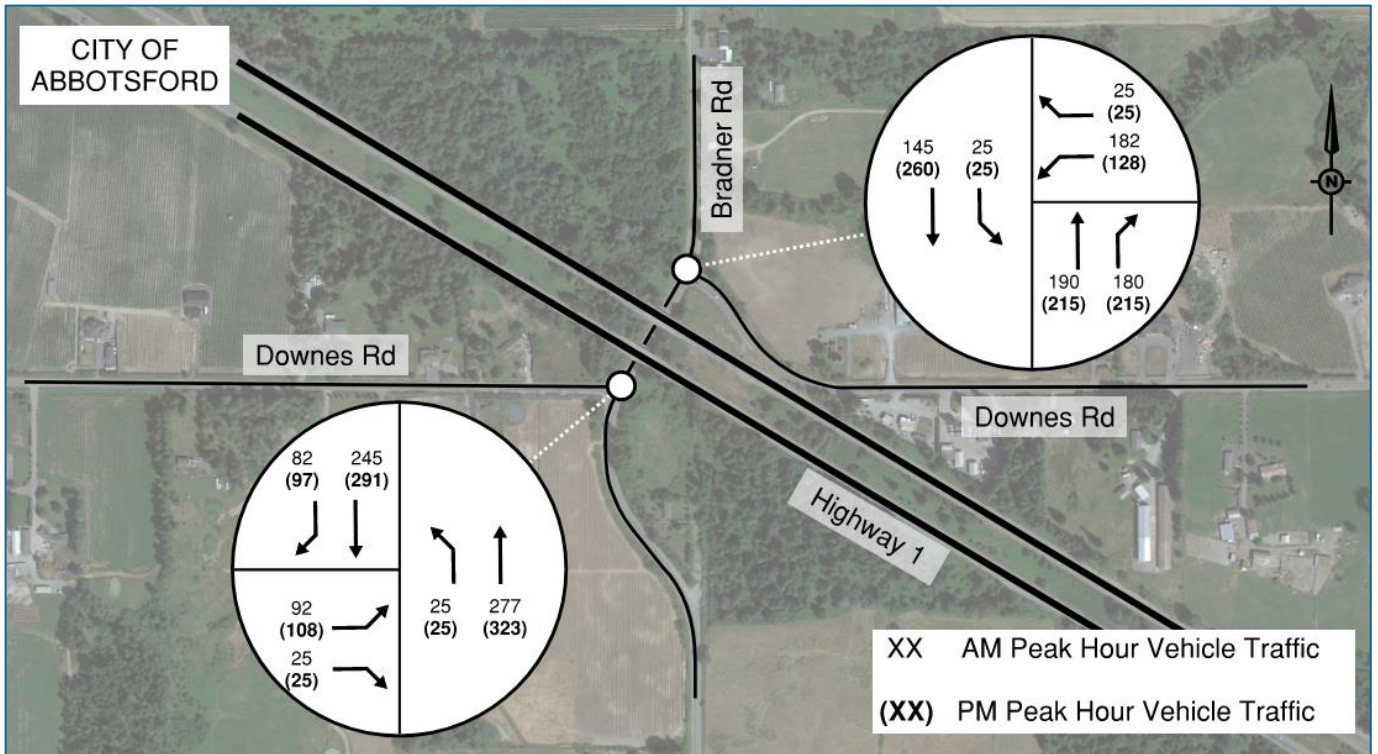 CITY OF
ABBOTSFORD
Bradner Rd
25
(25)
182
(128)
145 25
(260) (25)
190 180
(215) (215)
N
Downes Rd
Downes Rd
Highway 1
82 245
(97) (291)
92
(108)
25
(25)
25 277
(25) (323)
XX AM Peak Hour Vehicle Traffic
(XX) PM Peak Hour Vehicle Traffic